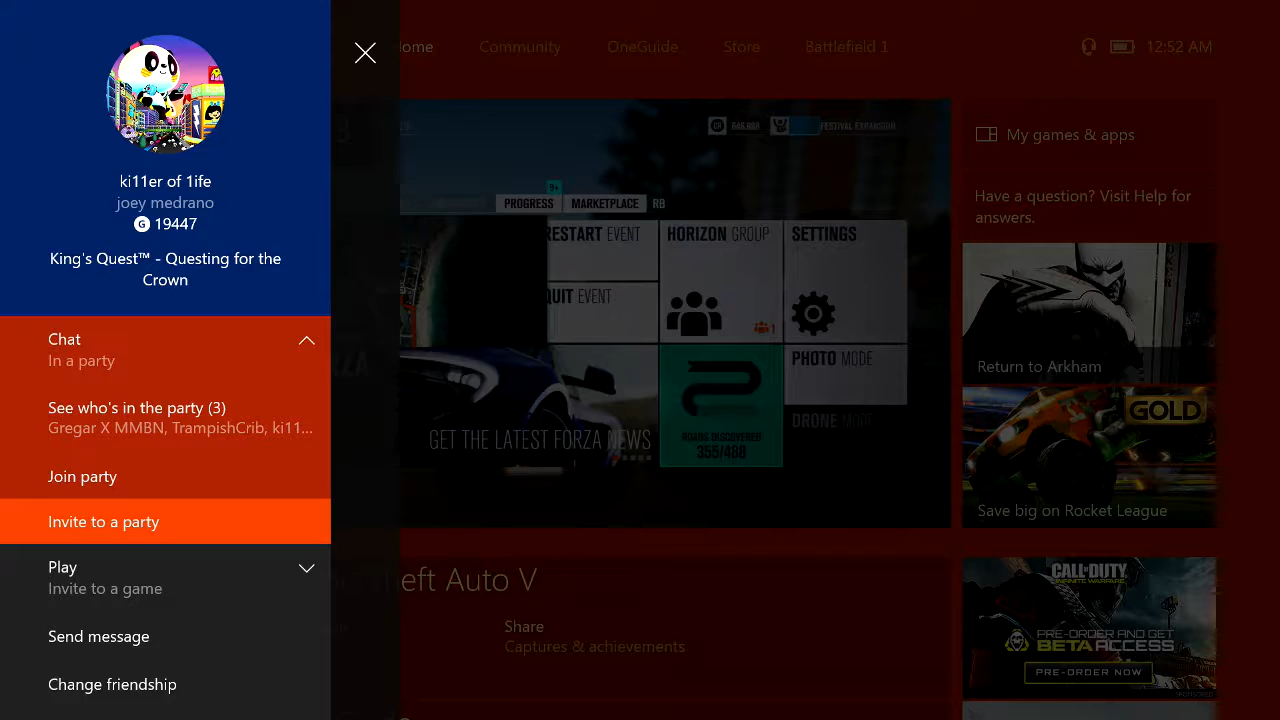 ki11er of 1ife
joey medrano
G 19447
King's Quest™ - Questing for the
Crown
Chat
In a party
See who's in the party (3)
Gregar X MMBN, TrampishCrib, ki11...
Join party
Invite to a party
Play
Invite to a game
Send message
Change friendship
ome
Community
OneGuide
Store
Battlefield 1
12:52 AM
CR
FESTIVAL EXPANSION
9+
PROGRESS
MARKETPLACE
RB
RESTART EVENT
HORIZON GROUP
SETTINGS
QUIT EVENT
1
PHOTO MODE
DRONE MODE
ROADS DISCOVERED
355/488
GET THE LATEST FORZA NEWS
eft Auto V
Share
Captures & achievements
My games & apps
Have a question? Visit Help for
answers.
Return to Arkham
GOLD
Save big on Rocket League
CALL OF DUTY
INFINITE WARFARE
PRE-ORDER AND GET
BETA ACCESS
PRE-ORDER NOW
SPONSORED